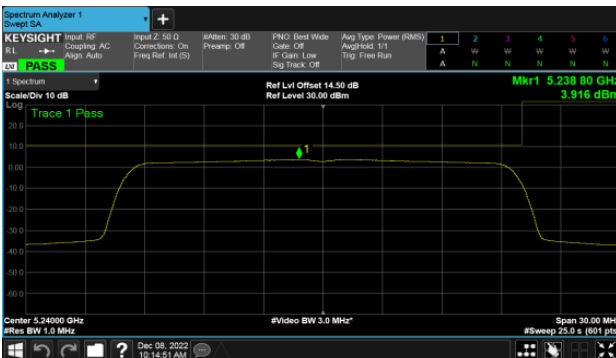 Spectrum Analyzer 1
Swept SA
+
KEYSIGHT Input: RF Input Z: 50 Ω #Atten: 30 dB PNO: Best Wide Avg Type: Power (RMS) 1 2 3 4 5 6
RL Coupling: AC Corrections: On Preamp: Off Gate: Off Avg|Hold: 1/1 A W W W W W
Align: Auto Freq Ref: Int (S) IF Gain: Low Trig: Free Run
PASS Sig Track: Off A N N N N N
1 Spectrum Mkr1 5.238 80 GHz
Scale/Div 10 dB Ref Lvl Offset 14.50 dB 3.916 dBm
Ref Level 30.00 dBm
Log
Trace 1 Pass
20.0
10.0
1
0.00
-10.0
-20.0
-30.0
-40.0
-50.0
-60.0
Center 5.24000 GHz #Video BW 3.0 MHz* Span 30.00 MHz
#Res BW 1.0 MHz #Sweep 25.0 s (601 pts)
? Dec 08, 2022
10:14:51 AM